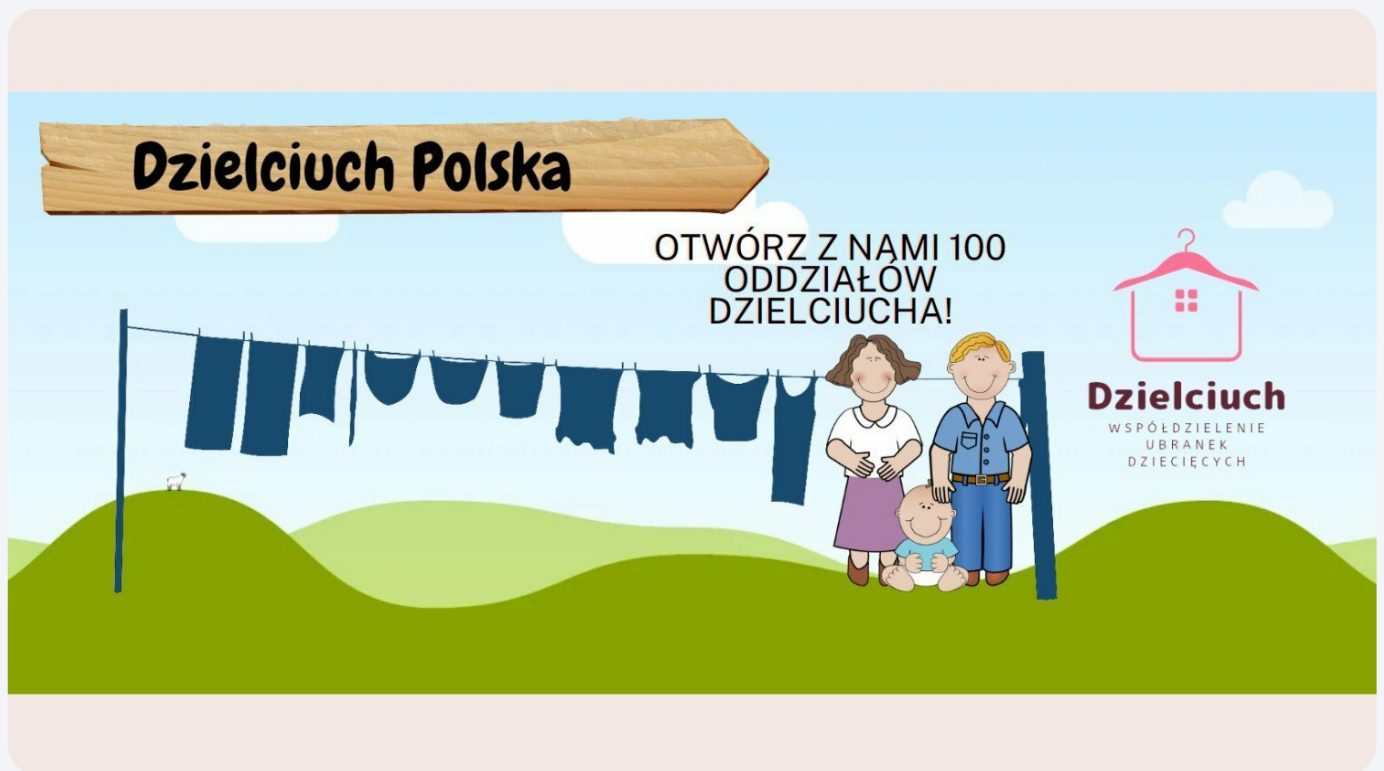 Dzielciuch Polska
OTWÓRZ Z NAMI 100
ODDZIAŁÓW
DZIELCIUCHA!
Dzielciuch
WSPÓŁDZIELENIE
UBRANEK
DZIECIĘCYCH